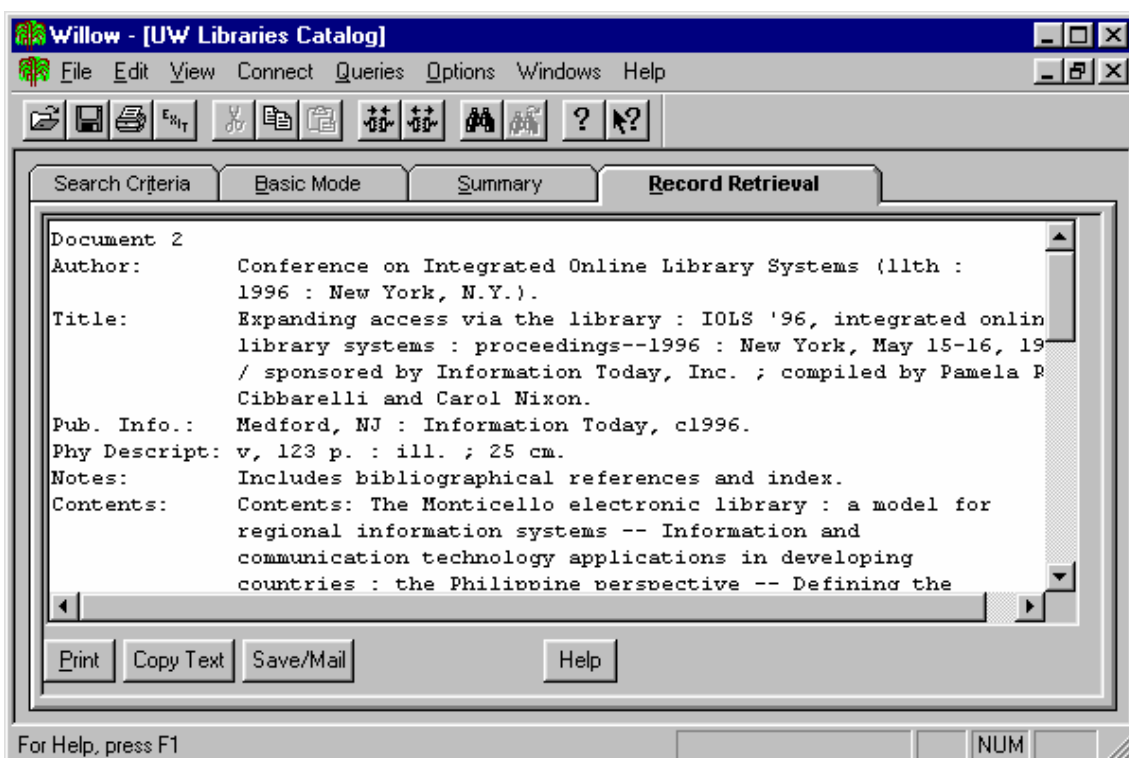 Willow - [UW Libraries Catalog]
File Edit View Connect Queries Options Windows Help
EXIT ? ?
Search Criteria Basic Mode Summary Record Retrieval
Document 2
Author: Conference on Integrated Online Library Systems (11th :
1996 : New York, N.Y.).
Title: Expanding access via the library : IOLS '96, integrated onlin
library systems : proceedings--1996 : New York, May 15-16, 19
/ sponsored by Information Today, Inc. ; compiled by Pamela R
Cibbarelli and Carol Nixon.
Pub. Info.: Medford, NJ : Information Today, c1996.
Phy Descript: v, 123 p. : ill. ; 25 cm.
Notes: Includes bibliographical references and index.
Contents: Contents: The Monticello electronic library : a model for
regional information systems -- Information and
communication technology applications in developing
countries : the Philippine perspective -- Defining the
Print Copy Text Save/Mail Help
For Help, press F1 NUM